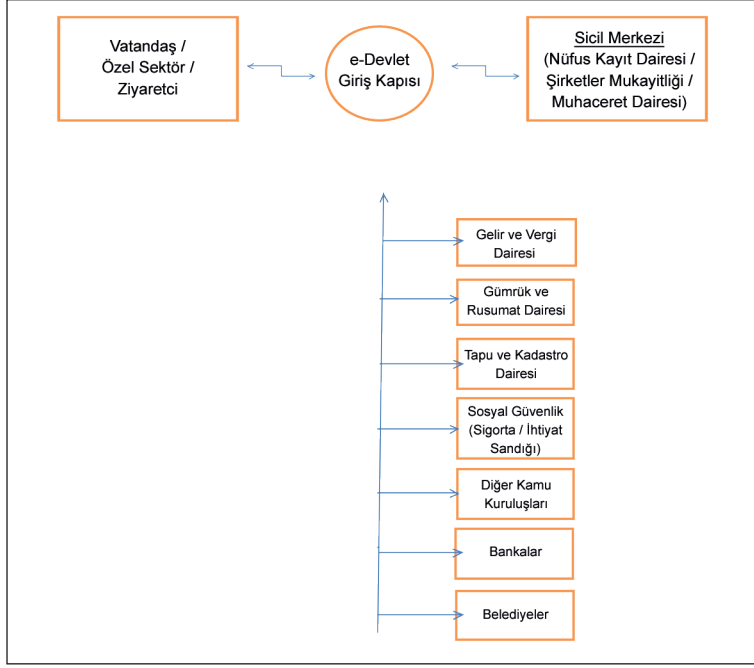 Vatandaş /
Özel Sektör /
Ziyaretci
e-Devlet
Giriş Kapısı
Sicil Merkezi
(Nüfus Kayıt Dairesi /
Şirketler Mukayitliği /
Muhaceret Dairesi)
Gelir ve Vergi
Dairesi
Gümrük ve
Rusumat Dairesi
Tapu ve Kadastro
Dairesi
Sosyal Güvenlik
(Sigorta / İhtiyat
Sandığı)
Diğer Kamu
Kuruluşları
Bankalar
Belediyeler